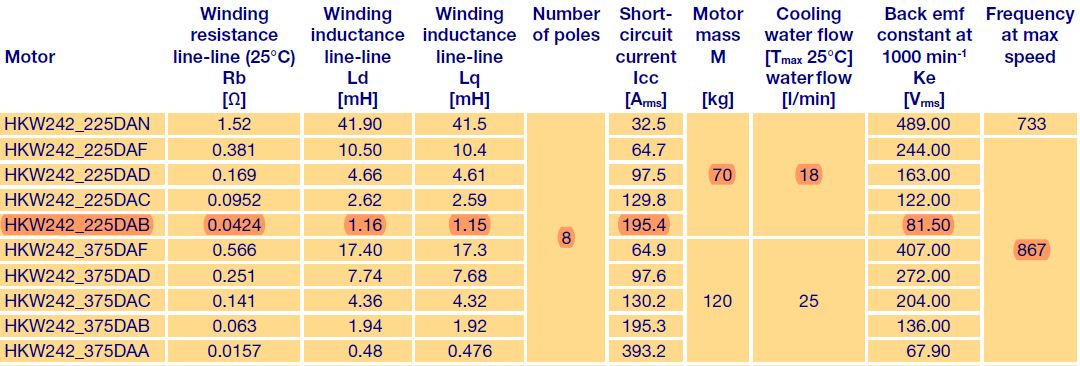 Motor Winding resistance line-line (25°C) Rb [Ω] Winding inductance line-line Ld [mH] Winding inductance line-line Lq [mH] Number of poles Short-circuit current Icc [Arms] Motor mass M [kg] Cooling water flow [Tmax 25°C] water flow [l/min] Back emf constant at 1000 min-1 Ke [Vrms] Frequency at max speed
HKW242_225DAN 1.52 41.90 41.5 32.5 489.00 733
HKW242_225DAF 0.381 10.50 10.4 64.7 244.00
HKW242_225DAD 0.169 4.66 4.61 97.5 70 18 163.00
HKW242_225DAC 0.0952 2.62 2.59 129.8 122.00
HKW242_225DAB 0.0424 1.16 1.15 8 195.4 81.50
HKW242_375DAF 0.566 17.40 17.3 64.9 407.00 867
HKW242_375DAD 0.251 7.74 7.68 97.6 272.00
HKW242_375DAC 0.141 4.36 4.32 130.2 120 25 204.00
HKW242_375DAB 0.063 1.94 1.92 195.3 136.00
HKW242_375DAA 0.0157 0.48 0.476 393.2 67.90